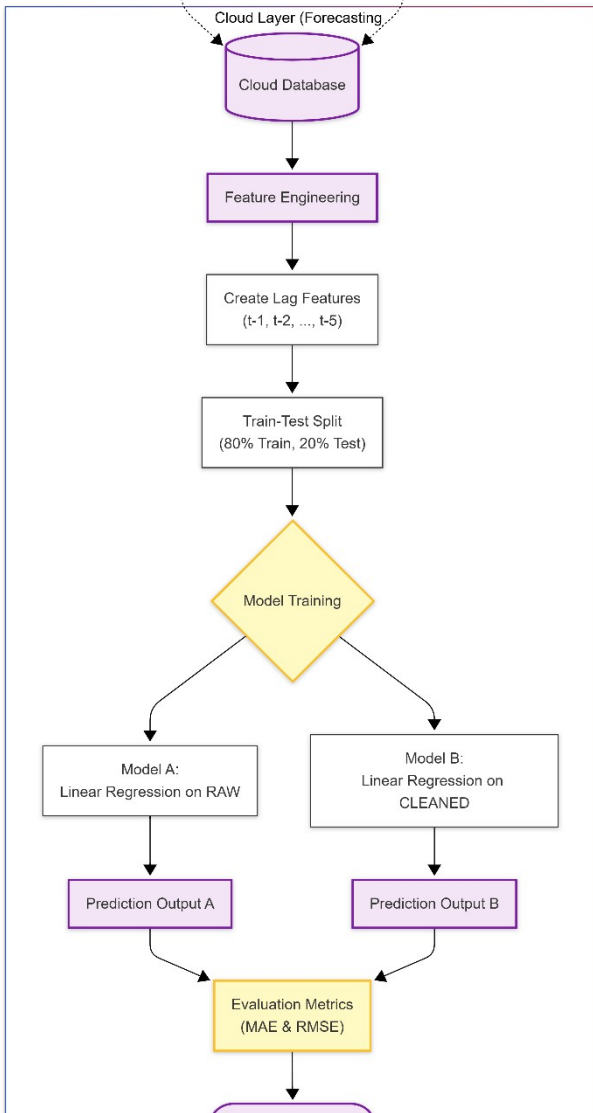 Cloud Layer (Forecasting
Cloud Database
Feature Engineering
Create Lag Features
(t-1, t-2, ..., t-5)
Train-Test Split
(80% Train, 20% Test)
Model Training
Model A:
Linear Regression on RAW
Model B:
Linear Regression on
CLEANED
Prediction Output A
Prediction Output B
Evaluation Metrics
(MAE & RMSE)